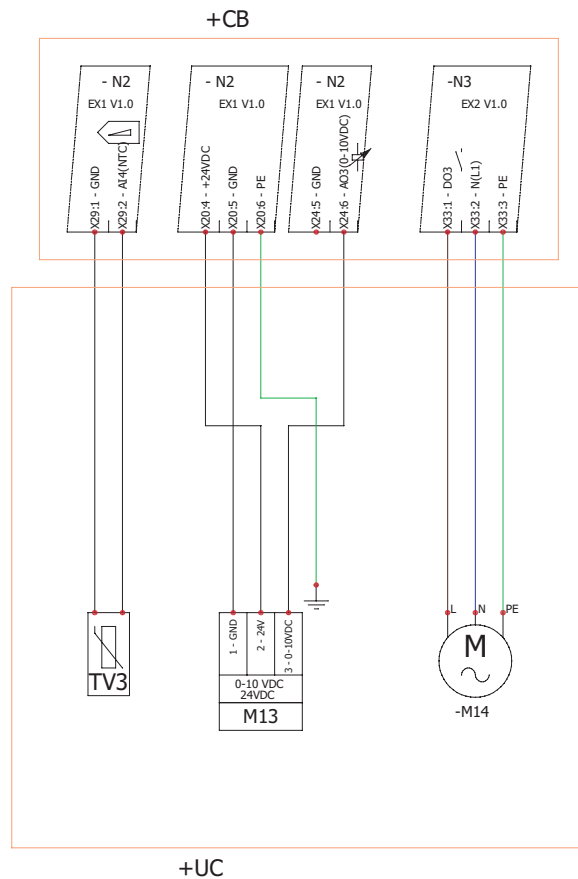 +CB
- N2
EX1 V1.0
X29:1 - GND
X29:2 - AI4(NTC)
- N2
EX1 V1.0
X20:4 - +24VDC
X20:5 - GND
X20:6 - PE
- N2
EX1 V1.0
X24:5 - GND
X24:6 - AO3(0-10VDC)
-N3
EX2 V1.0
X33:1 - DO3
X33:2 - N(L1)
X33:3 - PE
TV3
1 - GND
2 - 24V
3 - 0-10VDC
0-10 VDC
24VDC
M13
L
N
PE
M
-M14
+UC